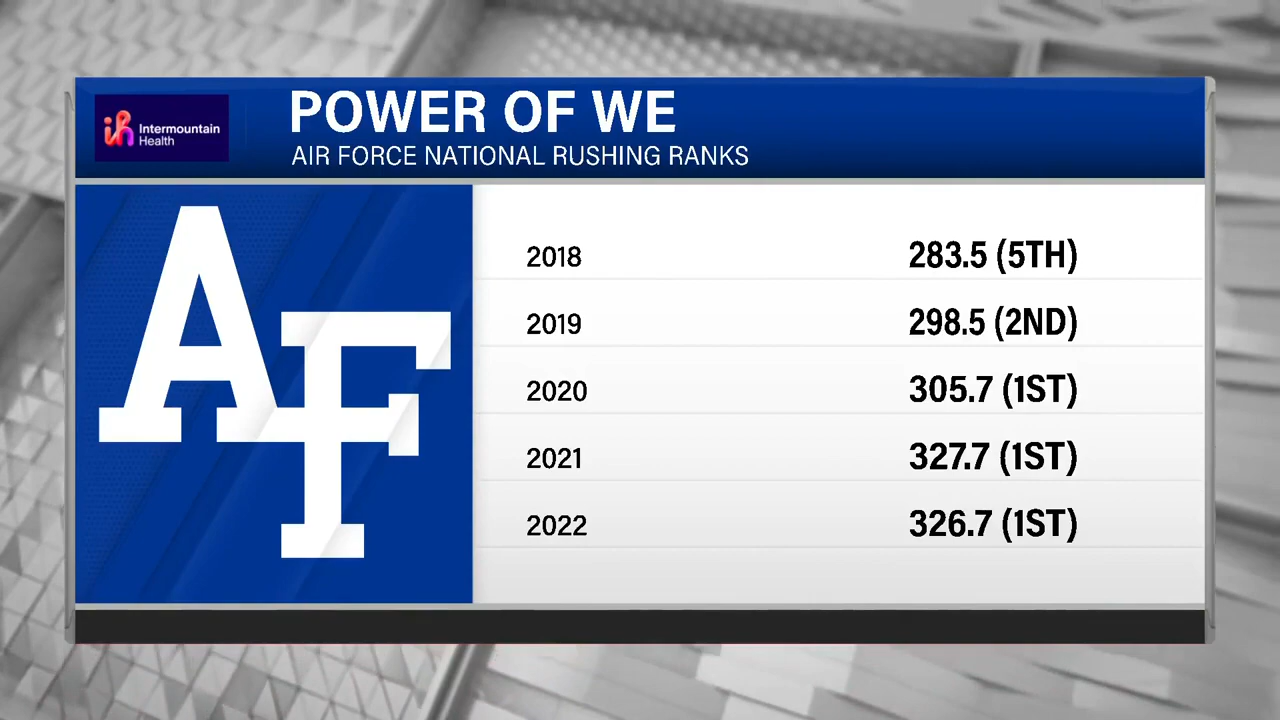 Intermountain
Health
POWER OF WE
AIR FORCE NATIONAL RUSHING RANKS
AF
2018 283.5 (5TH)
2019 298.5 (2ND)
2020 305.7 (1ST)
2021 327.7 (1ST)
2022 326.7 (1ST)